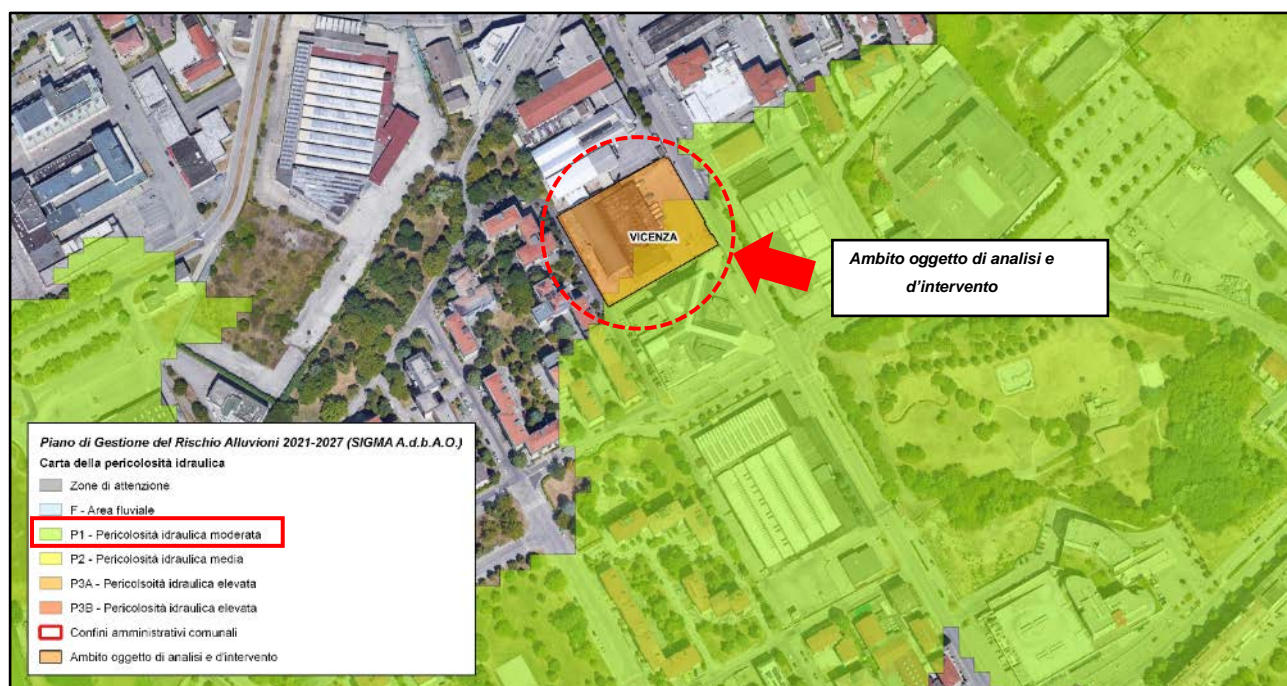 VICENZA
Ambito oggetto di analisi e
d'intervento
Piano di Gestione del Rischio Alluvioni 2021-2027 (SIGMA A.d.b.A.O.)
Carta della pericolosità idraulica
Zone di attenzione
F - Area fluviale
P1 - Pericolosità idraulica moderata
P2 - Pericolosità idraulica media
P3A - Pericolsoità idraulica elevata
P3B - Pericolosità idraulica elevata
Confini amministrativi comunali
Ambito oggetto di analisi e d'intervento